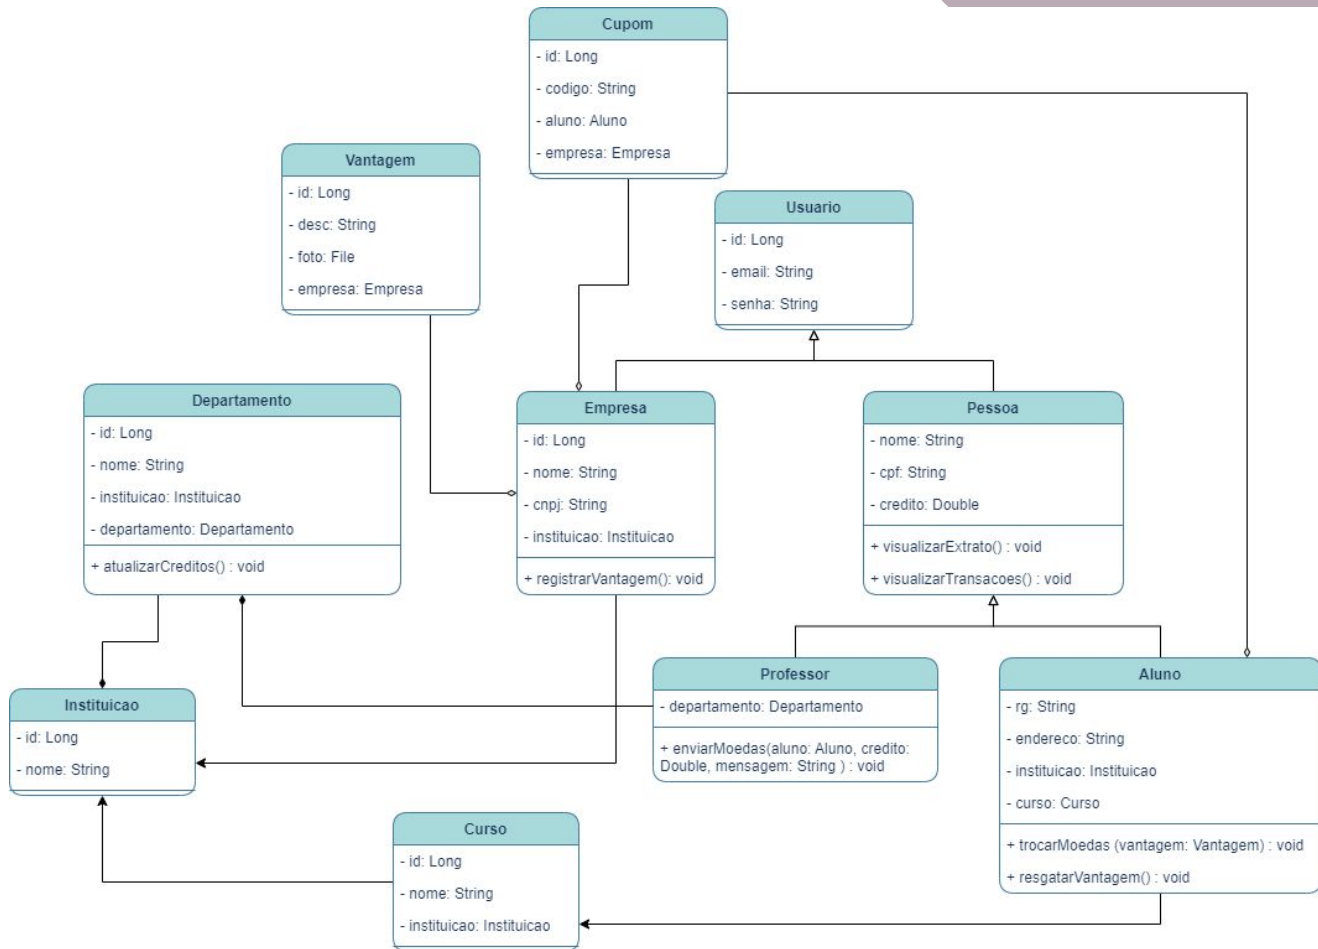 Cupom
- id: Long
- codigo: String
- aluno: Aluno
- empresa: Empresa
Vantagem
- id: Long
- desc: String
- foto: File
- empresa: Empresa
Usuario
- id: Long
- email: String
- senha: String
Departamento
- id: Long
- nome: String
- instituicao: Instituicao
- departamento: Departamento
+ atualizarCreditos() : void
Empresa
- id: Long
- nome: String
- cnpj: String
- instituicao: Instituicao
+ registrarVantagem(): void
Pessoa
- nome: String
- cpf: String
- credito: Double
+ visualizarExtrato() : void
+ visualizarTransacoes() : void
Instituicao
- id: Long
- nome: String
Professor
- departamento: Departamento
+ enviarMoedas(aluno: Aluno, credito:
Double, mensagem: String ) : void
Aluno
- rg: String
- endereco: String
- instituicao: Instituicao
- curso: Curso
+ trocarMoedas (vantagem: Vantagem) : void
+ resgatarVantagem() : void
Curso
- id: Long
- nome: String
- instituicao: Instituicao